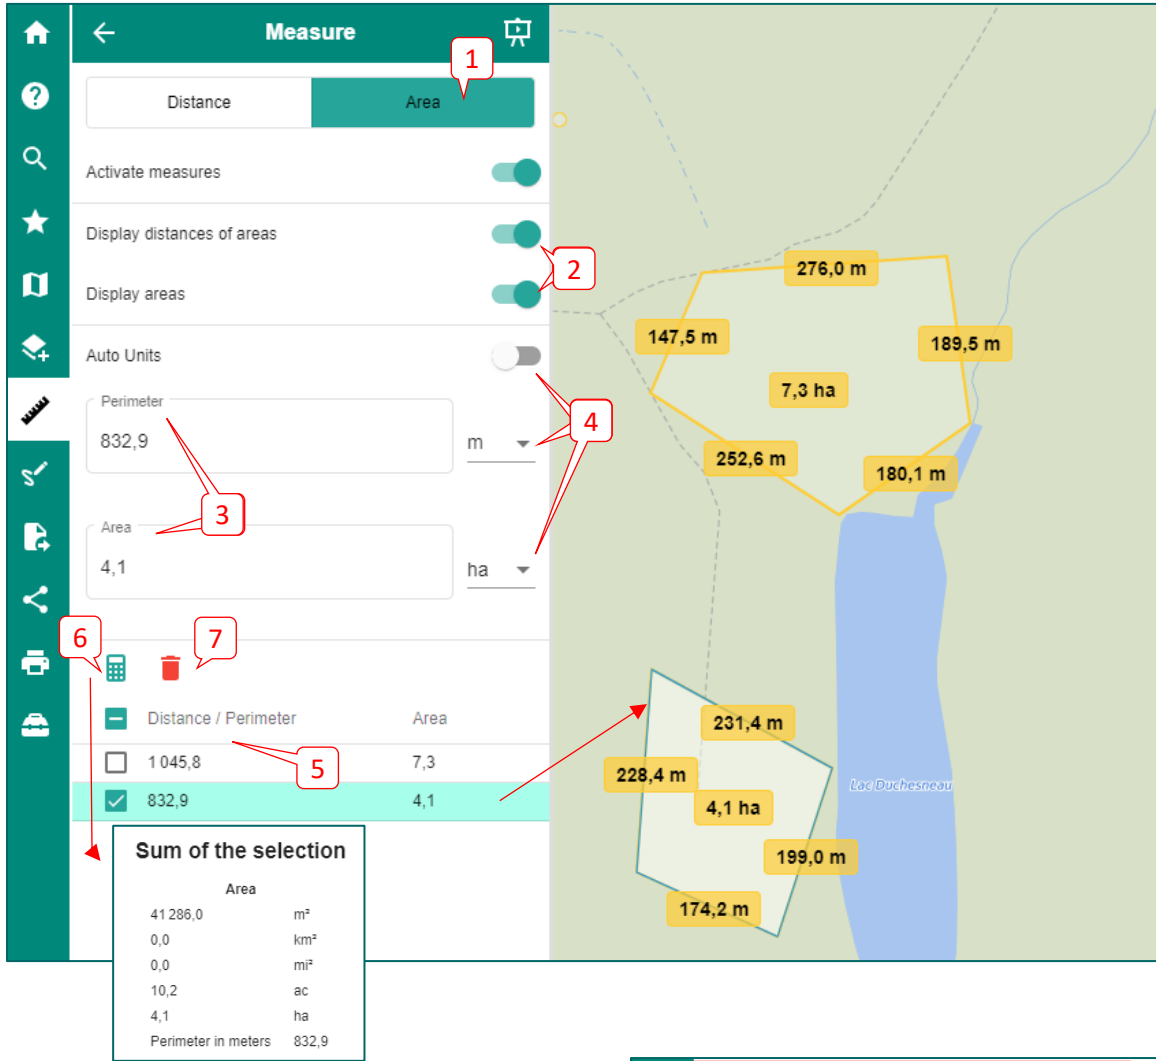 Measure
1
Distance
Area
Activate measures
Display distances of areas
2
Display areas
Auto Units
Perimeter
832,9
m
4
3
Area
4,1
ha
6
7
Distance / Perimeter
Area
5
1 045,8
7,3
832,9
4,1
Sum of the selection
Area
41 286,0 m²
0,0 km²
0,0 mi²
10,2 ac
4,1 ha
Perimeter in meters 832,9
276,0 m
147,5 m
189,5 m
7,3 ha
252,6 m
180,1 m
231,4 m
228,4 m
Lac Duchesneau
4,1 ha
199,0 m
174,2 m